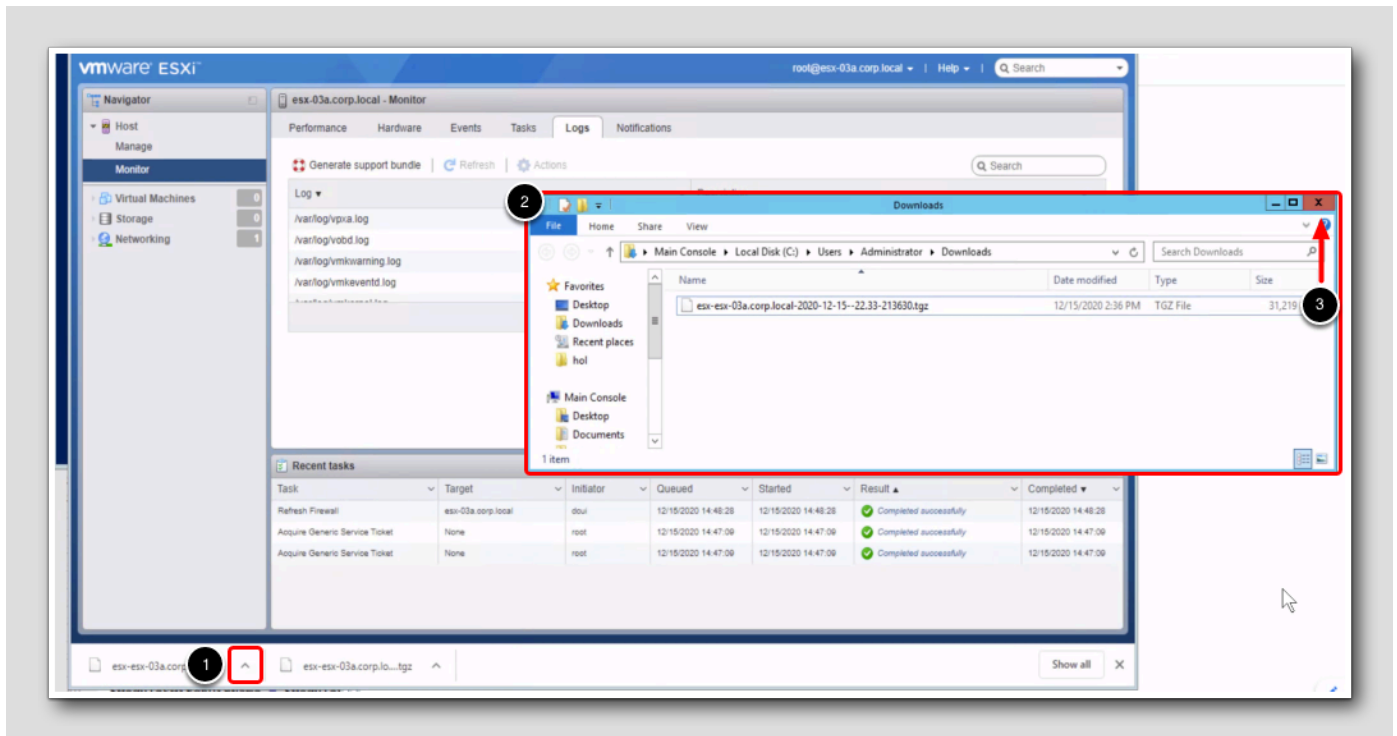 vmware ESXi™
root@esx-03a.corp.local | Help | Search
Navigator
Host
Manage
Monitor
Virtual Machines 0
Storage 0
Networking 1
esx-03a.corp.local - Monitor
Performance Hardware Events Tasks Logs Notifications
Generate support bundle | Refresh | Actions
Search
Log
/var/log/vpxa.log
/var/log/vobd.log
/var/log/vmkwarning.log
/var/log/vmkeventd.log
2
Downloads
File Home Share View
Main Console Local Disk (C:) Users Administrator Downloads
Search Downloads
Favorites
Desktop
Downloads
Recent places
hol
Main Console
Desktop
Documents
Name Date modified Type Size
esx-esx-03a.corp.local-2020-12-15--22.33-213630.tgz 12/15/2020 2:36 PM TGZ File 31,219
3
1 item
Recent tasks
Task Target Initiator Queued Started Result Completed
Refresh Firewall esx-03a.corp.local dcui 12/15/2020 14:48:28 12/15/2020 14:48:28 Completed successfully 12/15/2020 14:48:28
Acquire Generic Service Ticket None root 12/15/2020 14:47:09 12/15/2020 14:47:09 Completed successfully 12/15/2020 14:47:09
Acquire Generic Service Ticket None root 12/15/2020 14:47:09 12/15/2020 14:47:09 Completed successfully 12/15/2020 14:47:09
esx-esx-03a.corp 1
esx-esx-03a.corp.lo....tgz
Show all